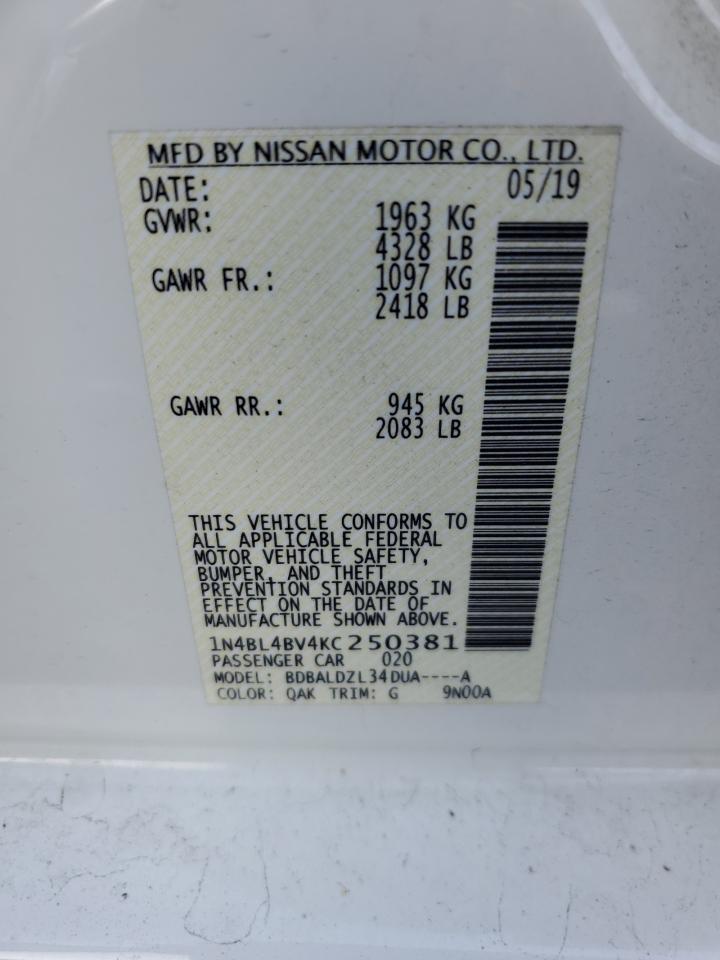 MFD BY NISSAN MOTOR CO., LTD.
DATE: 05/19
GVWR: 1963 KG
4328 LB
GAWR FR.: 1097 KG
2418 LB
GAWR RR.: 945 KG
2083 LB
THIS VEHICLE CONFORMS TO
ALL APPLICABLE FEDERAL
MOTOR VEHICLE SAFETY,
BUMPER, AND THEFT
PREVENTION STANDARDS IN
EFFECT ON THE DATE OF
MANUFACTURE SHOWN ABOVE.
1N4BL4BV4KC250381
PASSENGER CAR 020
MODEL: BDBALDZL34DUA----A
COLOR: QAK TRIM: G 9N00A